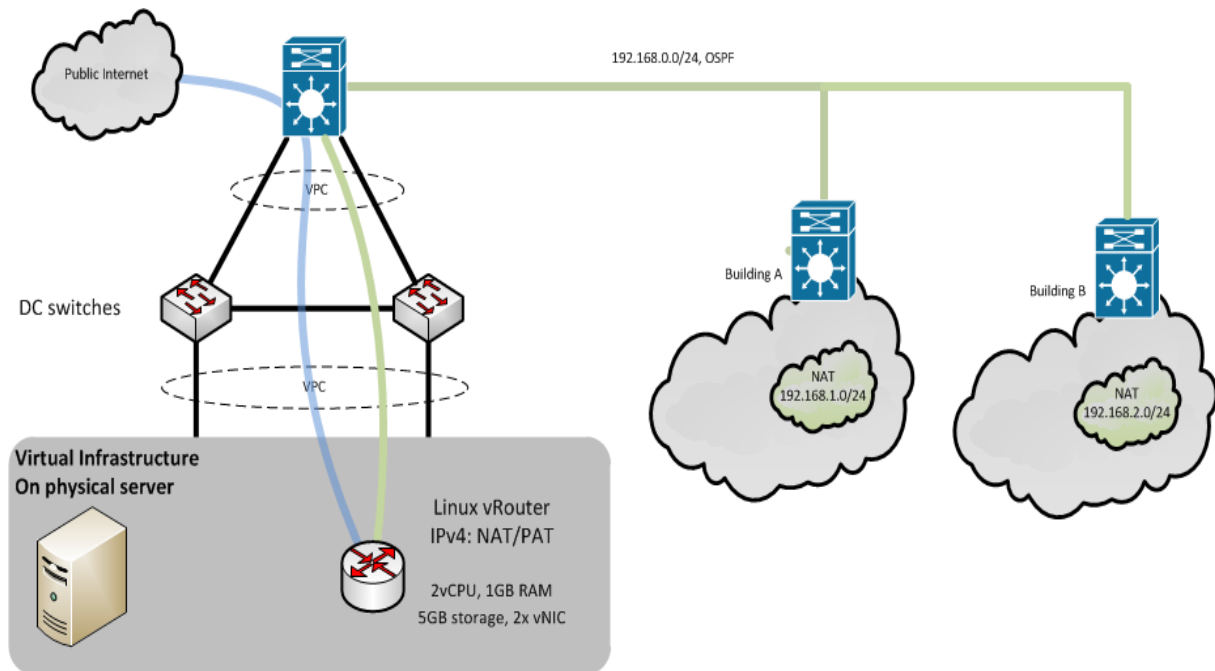 Public Internet
192.168.0.0/24, OSPF
VPC
DC switches
VPC
Building A
Building B
NAT
192.168.1.0/24
NAT
192.168.2.0/24
Virtual Infrastructure
On physical server
Linux vRouter
IPv4: NAT/PAT
2vCPU, 1GB RAM
5GB storage, 2x vNIC